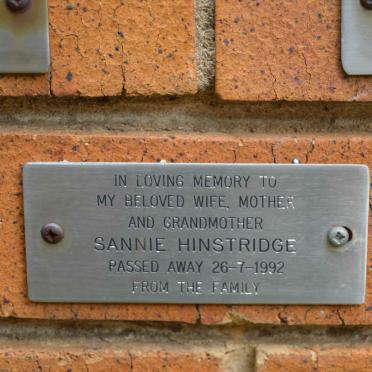 IN LOVING MEMORY TO
MY BELOVED WIFE, MOTHER
AND GRANDMOTHER
SANNIE HINSTRIDGE
PASSED AWAY 26-7-1992
FROM THE FAMILY